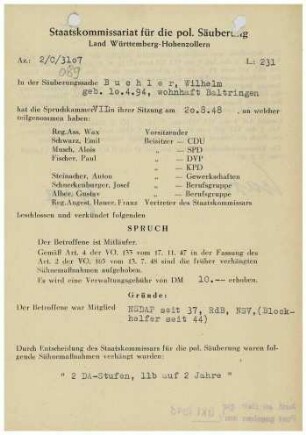 Staatskommissariat für die pol. Säuberung
Land Württemberg-Hohenzollern
Az.: 2/C/3107 L: 231
089
In der Säuberungssache Buchler, Wilhelm
geb. 10.4.94, wohnhaft Baltringen
hat die Spruchkammer VII in ihrer Sitzung am 20.8.48, an welcher
teilgenommen haben:
Reg.Ass. Wax Vorsitzender
Schwarz, Emil Beisitzer — CDU
Musch, Alois „ — SPD
Fischer, Paul „ — DVP
„ — KPD
Steinacher, Anton „ — Gewerkschaften
Schneckenburger, Josef „ — Berufsgruppe
Alber, Gustav „ — Berufsgruppe
Reg.Angest. Hauser, Franz Vertreter des Staatskommissars
beschlossen und verkündet folgenden
SPRUCH
Der Betroffene ist Mitläufer.
Gemäß Art. 4 der VO. 133 vom 17. 11. 47 in der Fassung des
Art. 2 der VO. 165 vom 13. 7. 48 sind die früher verhängten
Sühnemaßnahmen aufgehoben.
Es wird eine Verwaltungsgebühr von DM 10.-- erhoben.
Gründe:
Der Betroffene war Mitglied NSDAP seit 37, RdB, NSV, (Block-
helfer seit 44)
Durch Entscheidung des Staatskommissars für die pol. Säuberung waren fol-
gende Sühnemaßnahmen verhängt worden:
" 2 DA-Stufen, 11b auf 2 Jahre "